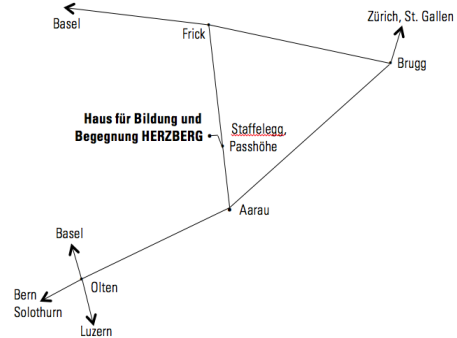 Zürich, St. Gallen
Basel
Frick
Brugg
Haus für Bildung und
Begegnung HERZBERG
Staffelegg,
Passhöhe
Aarau
Basel
Olten
Bern
Solothurn
Luzern